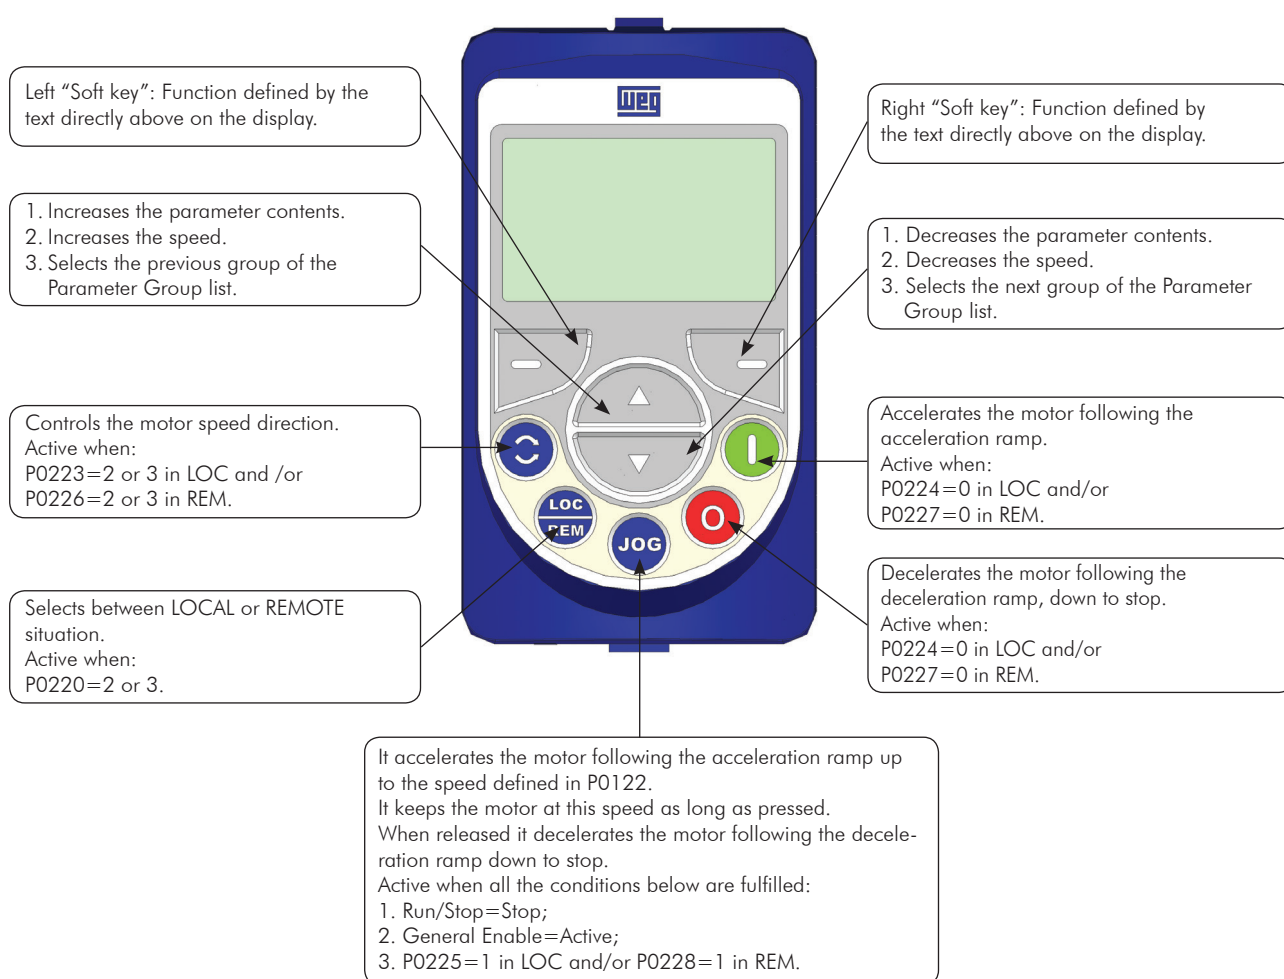 Left “Soft key”: Function defined by the
text directly above on the display.
1. Increases the parameter contents.
2. Increases the speed.
3. Selects the previous group of the
Parameter Group list.
Controls the motor speed direction.
Active when:
P0223=2 or 3 in LOC and /or
P0226=2 or 3 in REM.
Selects between LOCAL or REMOTE
situation.
Active when:
P0220=2 or 3.
weg
LOC
REM
JOG
Right “Soft key”: Function defined by
the text directly above on the display.
1. Decreases the parameter contents.
2. Decreases the speed.
3. Selects the next group of the Parameter
Group list.
Accelerates the motor following the
acceleration ramp.
Active when:
P0224=0 in LOC and/or
P0227=0 in REM.
Decelerates the motor following the
deceleration ramp, down to stop.
Active when:
P0224=0 in LOC and/or
P0227=0 in REM.
It accelerates the motor following the acceleration ramp up
to the speed defined in P0122.
It keeps the motor at this speed as long as pressed.
When released it decelerates the motor following the decele-
ration ramp down to stop.
Active when all the conditions below are fulfilled:
1. Run/Stop=Stop;
2. General Enable=Active;
3. P0225=1 in LOC and/or P0228=1 in REM.